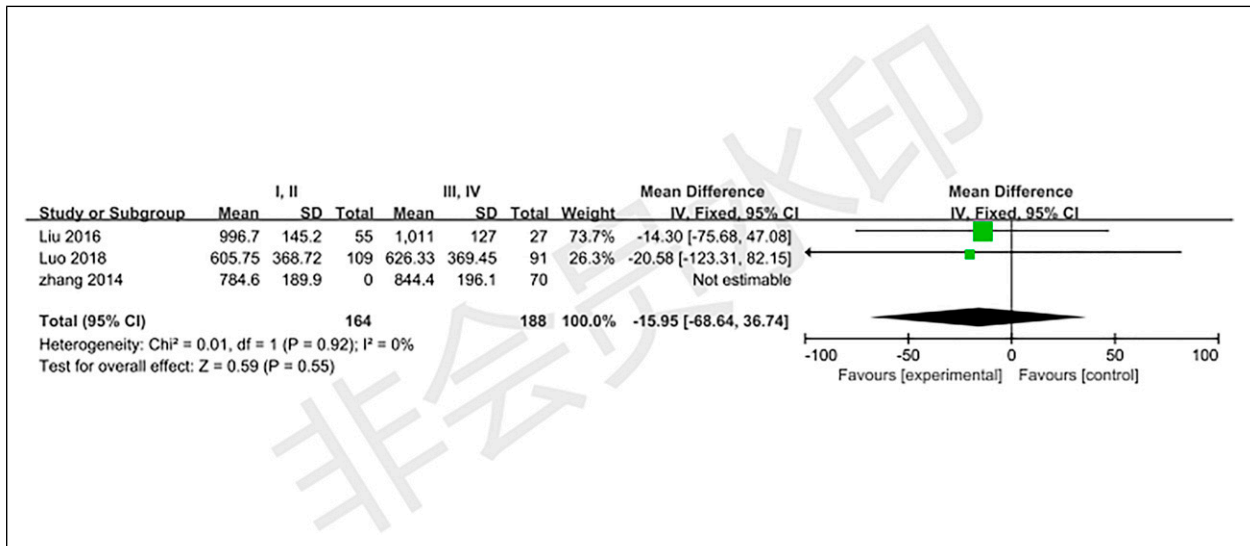 I, II III, IV Mean Difference Mean Difference
Study or Subgroup Mean SD Total Mean SD Total Weight IV, Fixed, 95% CI IV, Fixed, 95% CI
Liu 2016 996.7 145.2 55 1,011 127 27 73.7% -14.30 [-75.68, 47.08]
Luo 2018 605.75 368.72 109 626.33 369.45 91 26.3% -20.58 [-123.31, 82.15]
zhang 2014 784.6 189.9 0 844.4 196.1 70 Not estimable
Total (95% CI) 164 188 100.0% -15.95 [-68.64, 36.74]
Heterogeneity: Chi² = 0.01, df = 1 (P = 0.92); I² = 0%
Test for overall effect: Z = 0.59 (P = 0.55)
-100 -50 0 50 100
Favours [experimental] Favours [control]
非会员水印